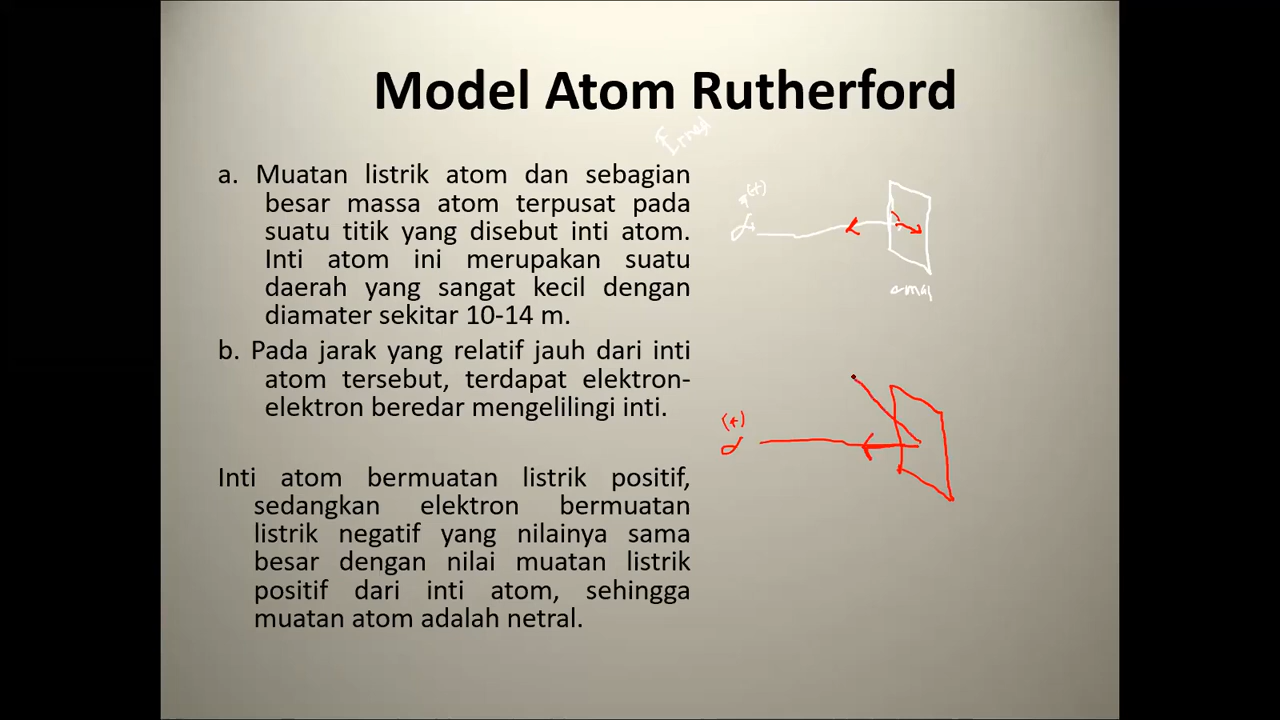 Model Atom Rutherford
Ernest
a. Muatan listrik atom dan sebagian
besar massa atom terpusat pada
suatu titik yang disebut inti atom.
Inti atom ini merupakan suatu
daerah yang sangat kecil dengan
diamater sekitar 10-14 m.
b. Pada jarak yang relatif jauh dari inti
atom tersebut, terdapat elektron-
elektron beredar mengelilingi inti.
Inti atom bermuatan listrik positif,
sedangkan elektron bermuatan
listrik negatif yang nilainya sama
besar dengan nilai muatan listrik
positif dari inti atom, sehingga
muatan atom adalah netral.
(+)
α
(+)
α